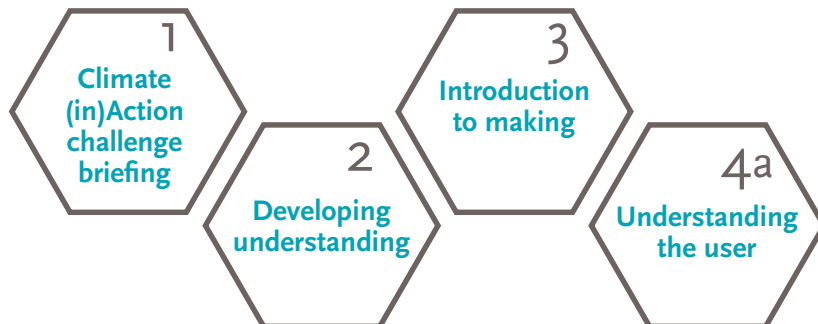 1
Climate
(in)Action
challenge
briefing
2
Developing
understanding
3
Introduction
to making
4a
Understanding
the user